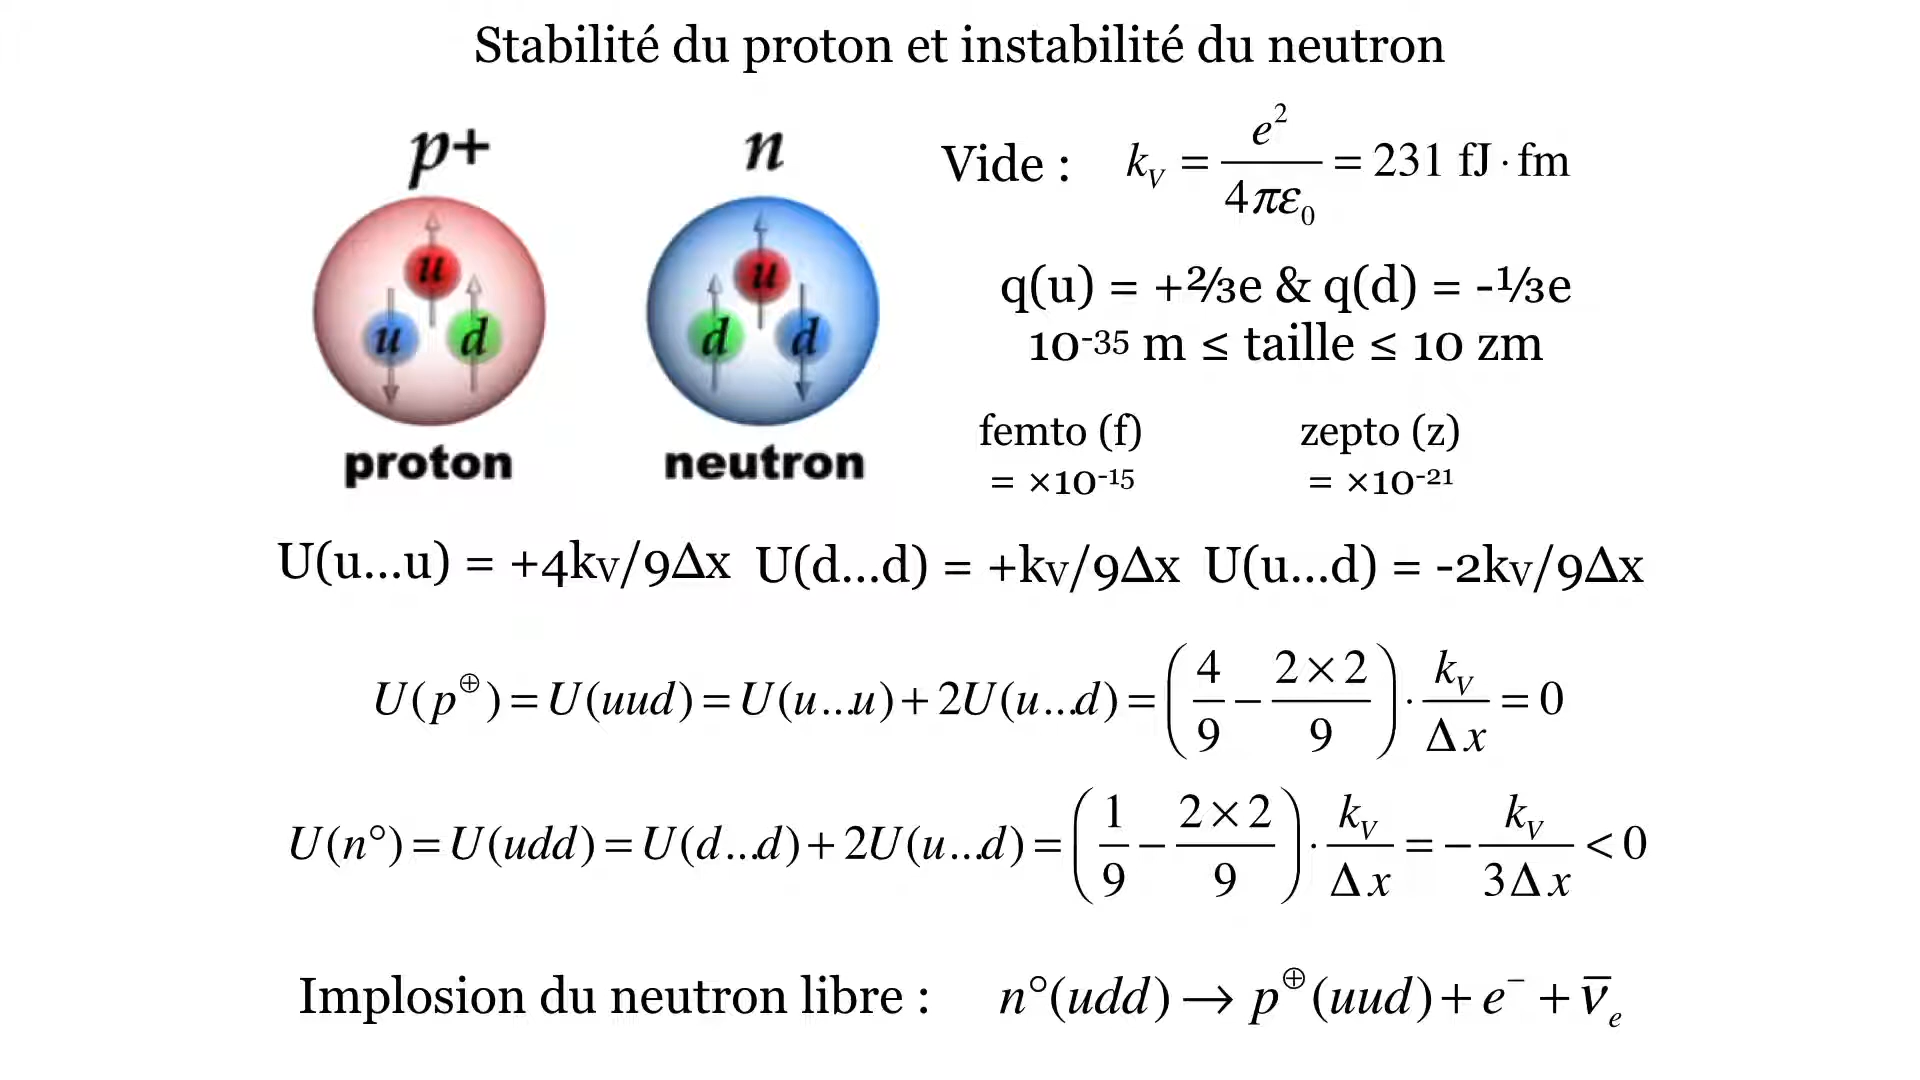 Stabilité du proton et instabilité du neutron
p+
n
u
u
d
u
d
d
proton
neutron
Vide : k_V = e²/4πε₀ = 231 fJ·fm
q(u) = +⅔e & q(d) = -⅓e
10⁻³⁵ m ≤ taille ≤ 10 zm
femto (f)
= ×10⁻¹⁵
zepto (z)
= ×10⁻²¹
U(u...u) = +4kv/9Δx U(d...d) = +kv/9Δx U(u...d) = -2kv/9Δx
U(p^⊕) = U(uud) = U(u...u) + 2U(u...d) = (4/9 − 2×2/9)·k_V/Δx = 0
U(n°) = U(udd) = U(d...d) + 2U(u...d) = (1/9 − 2×2/9)·k_V/Δx = −k_V/3Δx < 0
Implosion du neutron libre : n°(udd) → p^⊕(uud) + e⁻ + ν̅_e